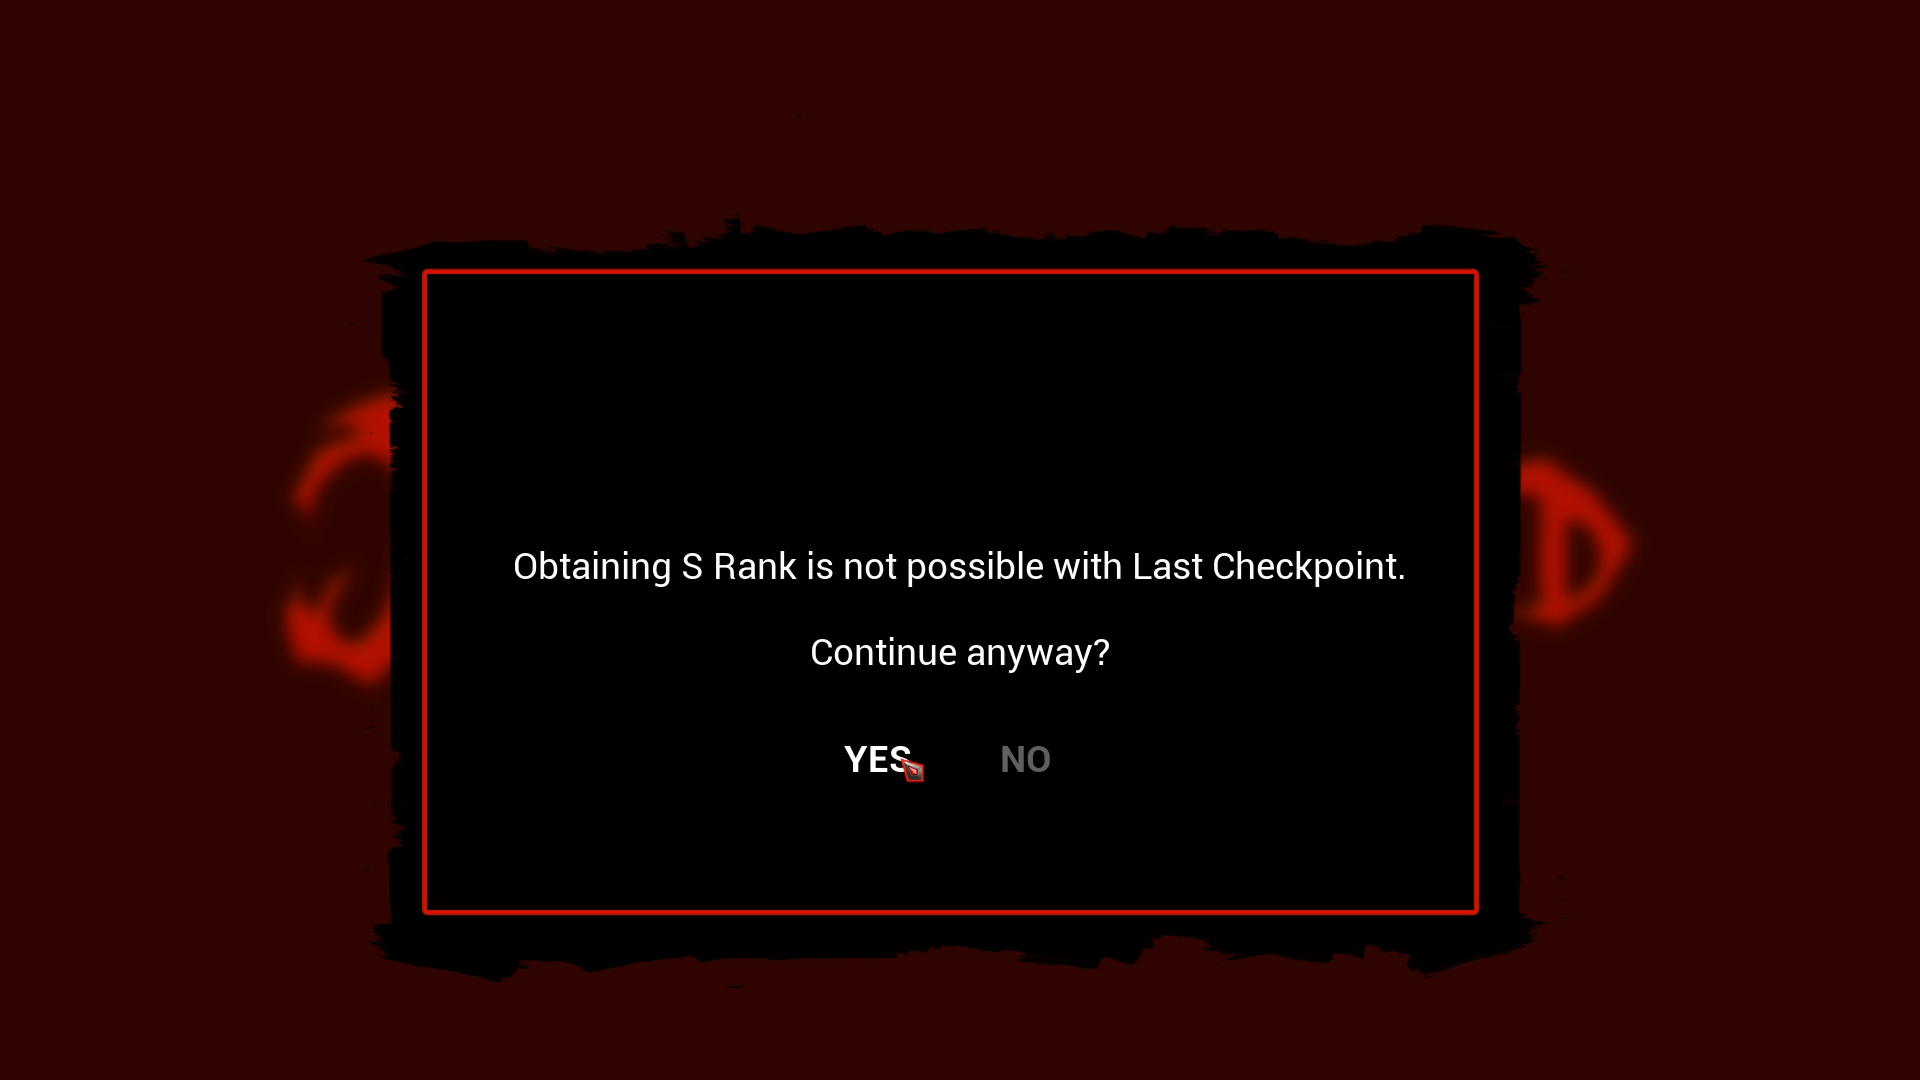 Obtaining S Rank is not possible with Last Checkpoint.
Continue anyway?
YES
NO